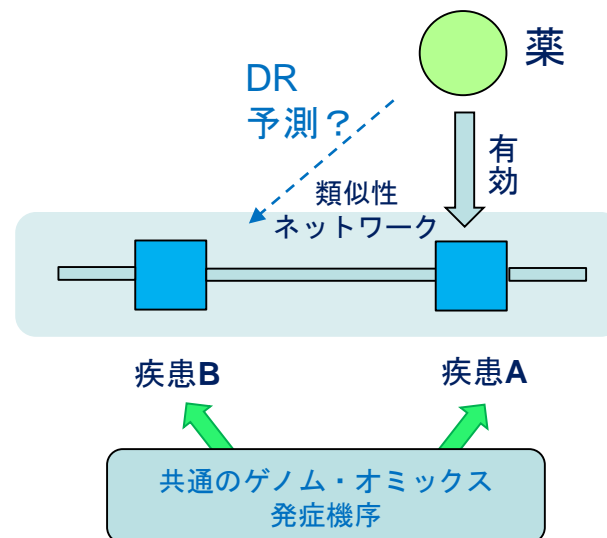 薬
DR
予測？
有効
類似性
ネットワーク
疾患B
疾患A
共通のゲノム・オミックス
発症機序